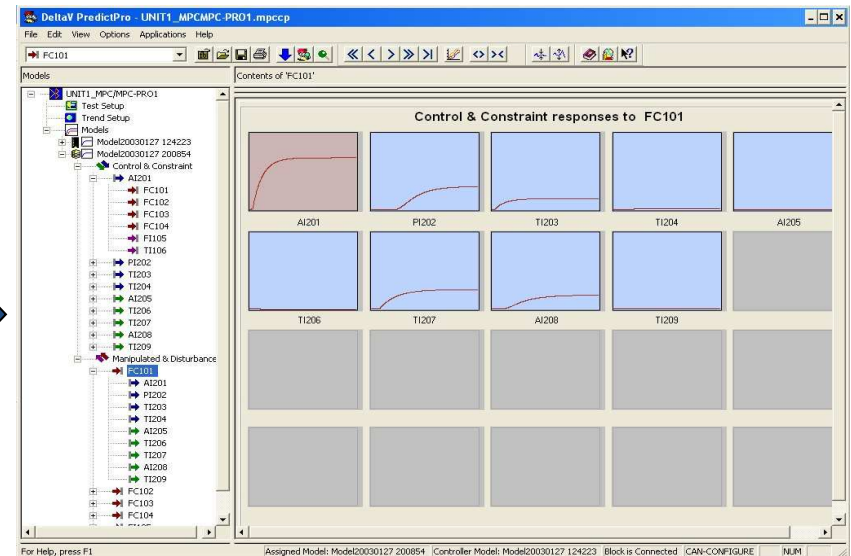 DeltaV PredictPro - UNIT1_MPCMPC-PRO1.mpccp
File Edit View Options Applications Help
FC101
Models
Contents of 'FC101'
UNIT1_MPC/MPC-PRO1
Test Setup
Trend Setup
Models
Model20030127 124223
Model20030127 200854
Control & Constraint
AI201
FC101
FC102
FC103
FC104
FI105
TI106
PI202
TI203
TI204
AI205
TI206
TI207
AI208
TI209
Manipulated & Disturbance
FC101
AI201
PI202
TI203
TI204
AI205
TI206
TI207
AI208
TI209
FC102
FC103
FC104
Control & Constraint responses to FC101
AI201 PI202 TI203 TI204 AI205
TI206 TI207 AI208 TI209
For Help, press F1
Assigned Model: Model20030127 200854 Controller Model: Model20030127 124223 Block is Connected CAN-CONFIGURE NUM